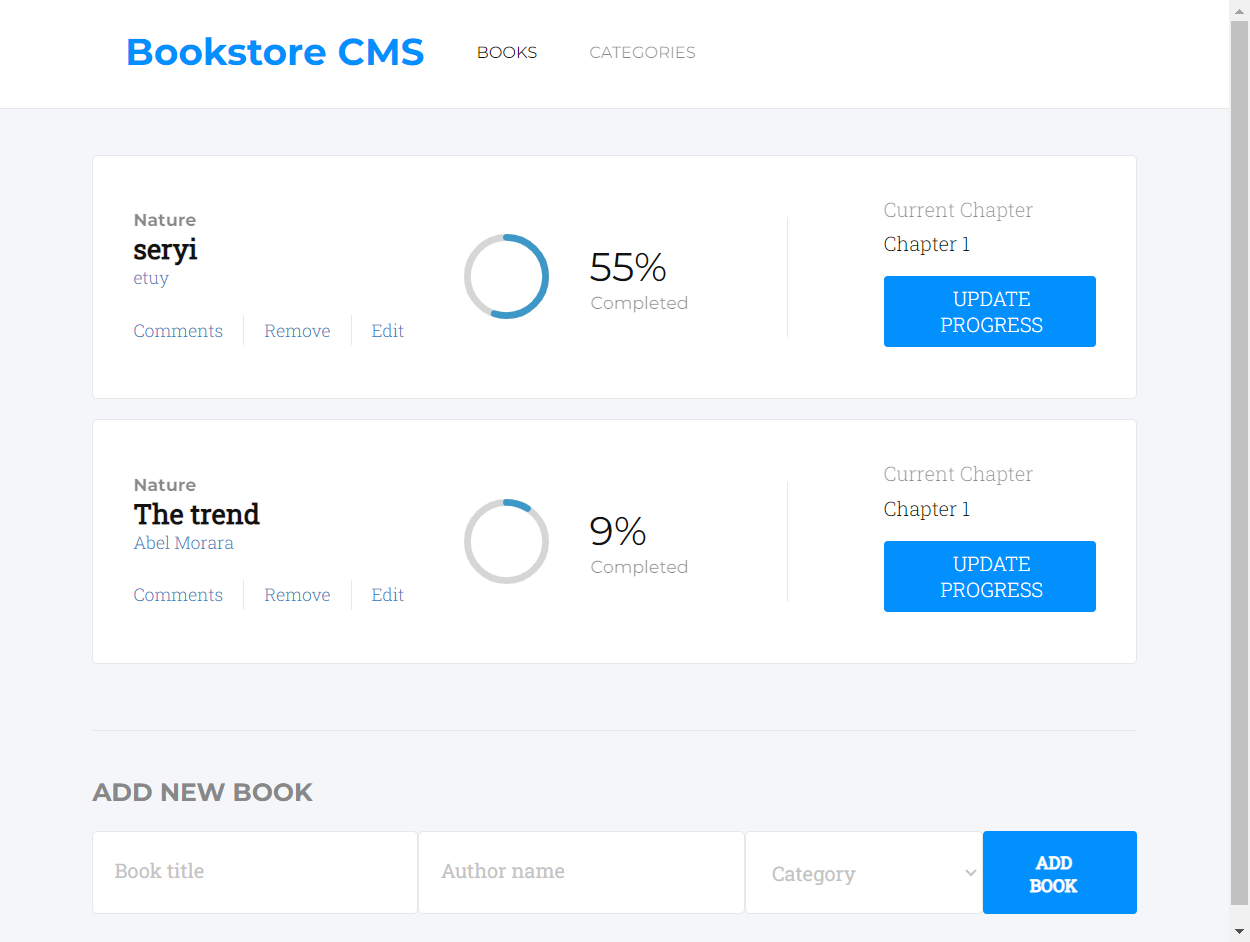 Bookstore CMS
BOOKS
CATEGORIES
Nature
seryi
etuy
Comments
Remove
Edit
55%
Completed
Current Chapter
Chapter 1
UPDATE
PROGRESS
Nature
The trend
Abel Morara
Comments
Remove
Edit
9%
Completed
Current Chapter
Chapter 1
UPDATE
PROGRESS
ADD NEW BOOK
Book title
Author name
Category
ADD
BOOK